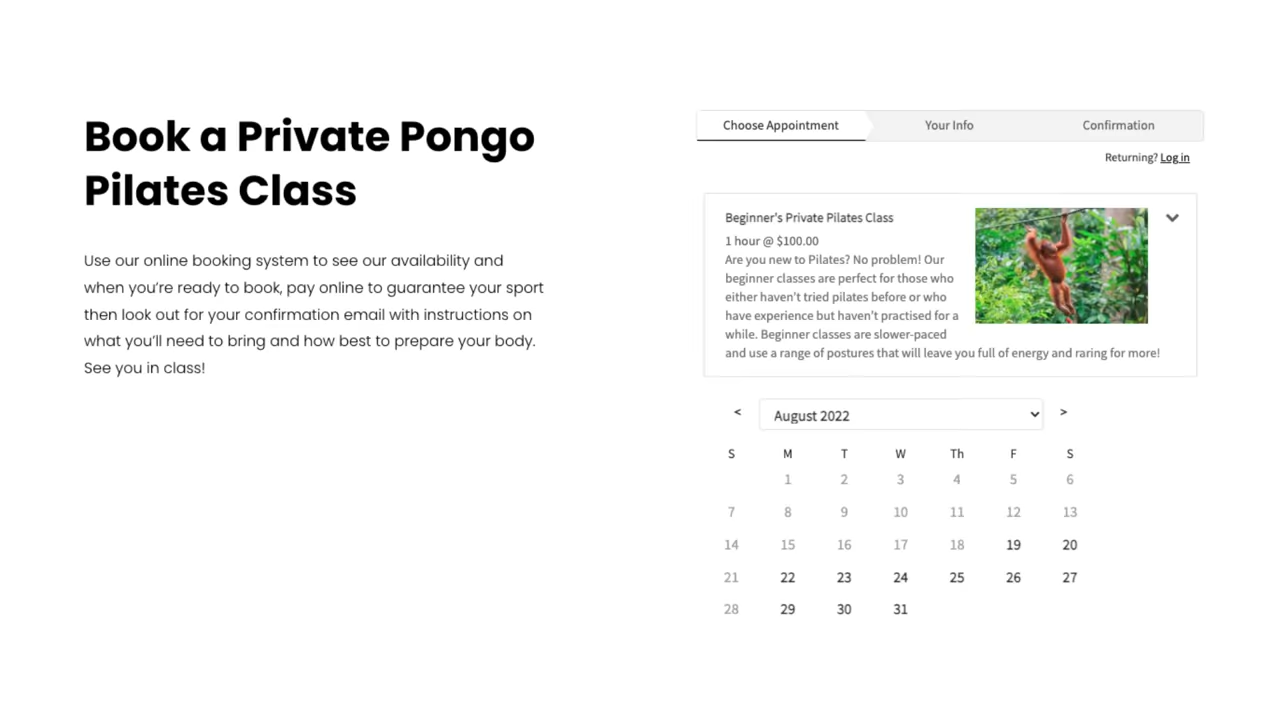 Book a Private Pongo
Pilates Class
Use our online booking system to see our availability and
when you’re ready to book, pay online to guarantee your sport
then look out for your confirmation email with instructions on
what you’ll need to bring and how best to prepare your body.
See you in class!
Choose Appointment Your Info Confirmation
Returning? Log in
Beginner's Private Pilates Class
1 hour @ $100.00
Are you new to Pilates? No problem! Our
beginner classes are perfect for those who
either haven't tried pilates before or who
have experience but haven't practised for a
while. Beginner classes are slower-paced
and use a range of postures that will leave you full of energy and raring for more!
< August 2022 >
S M T W Th F S
1 2 3 4 5 6
7 8 9 10 11 12 13
14 15 16 17 18 19 20
21 22 23 24 25 26 27
28 29 30 31